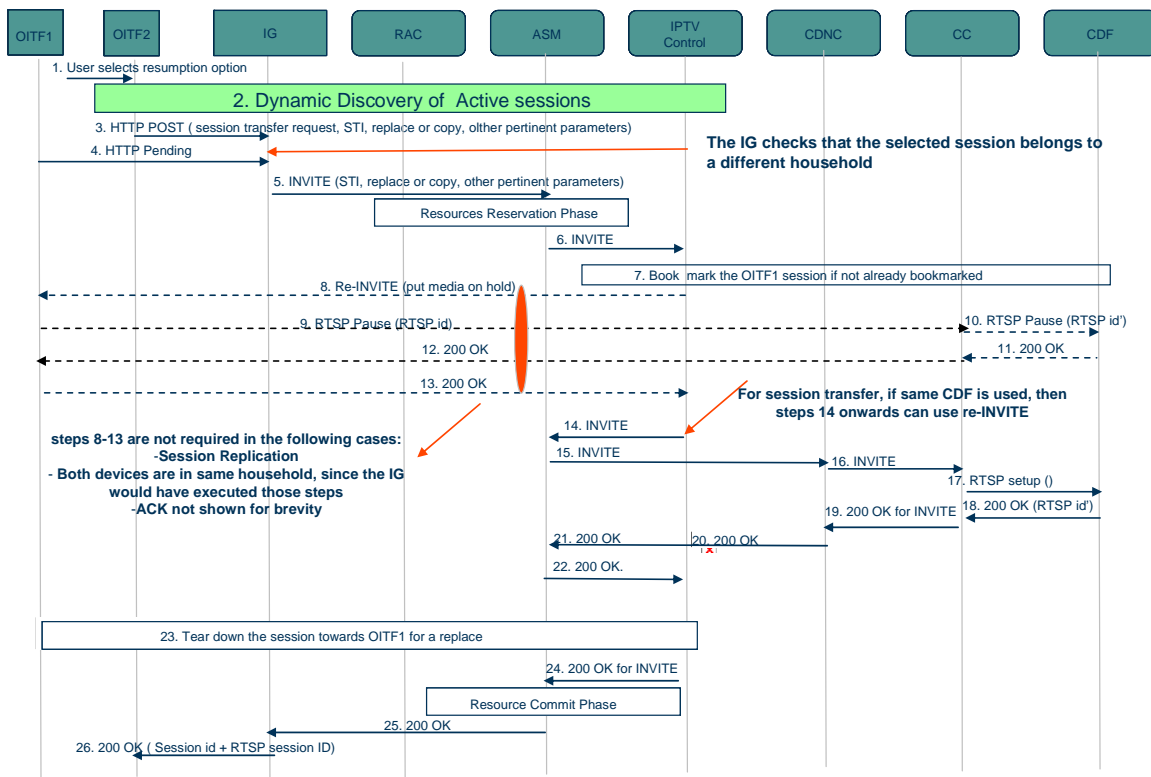 OITF1
OITF2
IG
RAC
ASM
IPTV
Control
CDNC
CC
CDF
1. User selects resumption option
2. Dynamic Discovery of Active sessions
3. HTTP POST ( session transfer request, STI, replace or copy, other pertinent parameters)
The IG checks that the selected session belongs to
a different household
4. HTTP Pending
5. INVITE (STI, replace or copy, other pertinent parameters)
Resources Reservation Phase
6. INVITE
7. Book mark the OITF1 session if not already bookmarked
8. Re-INVITE (put media on hold)
9. RTSP Pause (RTSP id)
10. RTSP Pause (RTSP id')
12. 200 OK
11. 200 OK
13. 200 OK
For session transfer, if same CDF is used, then
steps 14 onwards can use re-INVITE
14. INVITE
steps 8-13 are not required in the following cases:
-Session Replication
- Both devices are in same household, since the IG
would have executed those steps
-ACK not shown for brevity
15. INVITE
16. INVITE
17. RTSP setup ()
18. 200 OK (RTSP id')
19. 200 OK for INVITE
21. 200 OK
20. 200 OK
x
22. 200 OK.
23. Tear down the session towards OITF1 for a replace
24. 200 OK for INVITE
Resource Commit Phase
25. 200 OK
26. 200 OK ( Session id + RTSP session ID)